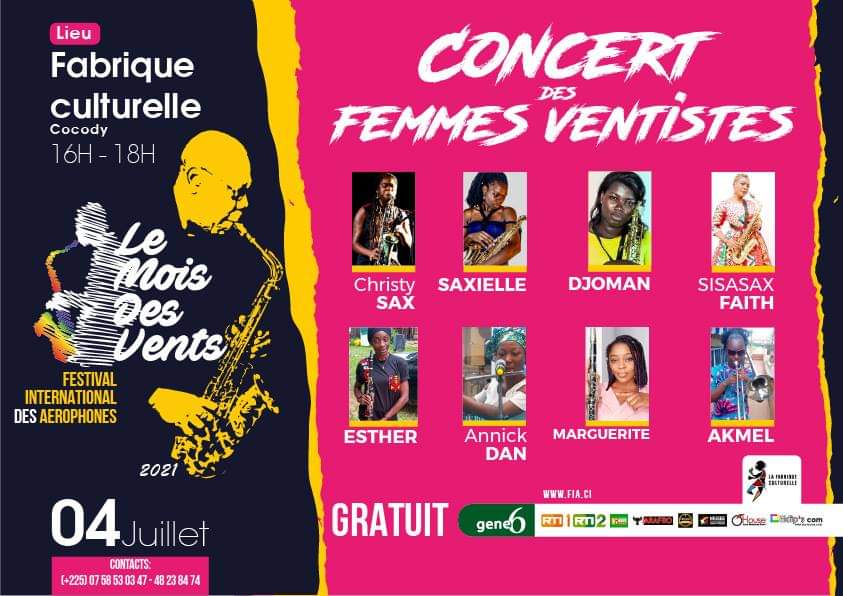 Lieu
Fabrique
culturelle
Cocody
16H - 18H
Le
Mois
Des
Vents
FESTIVAL
INTERNATIONAL
DES AEROPHONES
2021
04 Juillet
CONTACTS:
(+225) 07 58 53 03 47 - 48 23 84 74
CONCERT
DES
FEMMES VENTISTES
Christy
SAX
SAXIELLE
DJOMAN
SISASAX
FAITH
ESTHER
Annick
DAN
MARGUERITE
AKMEL
LA FABRIQUE
CULTURELLE
WWW.FIA.CI
GRATUIT
gene6
RTI 1
RTI 2
House